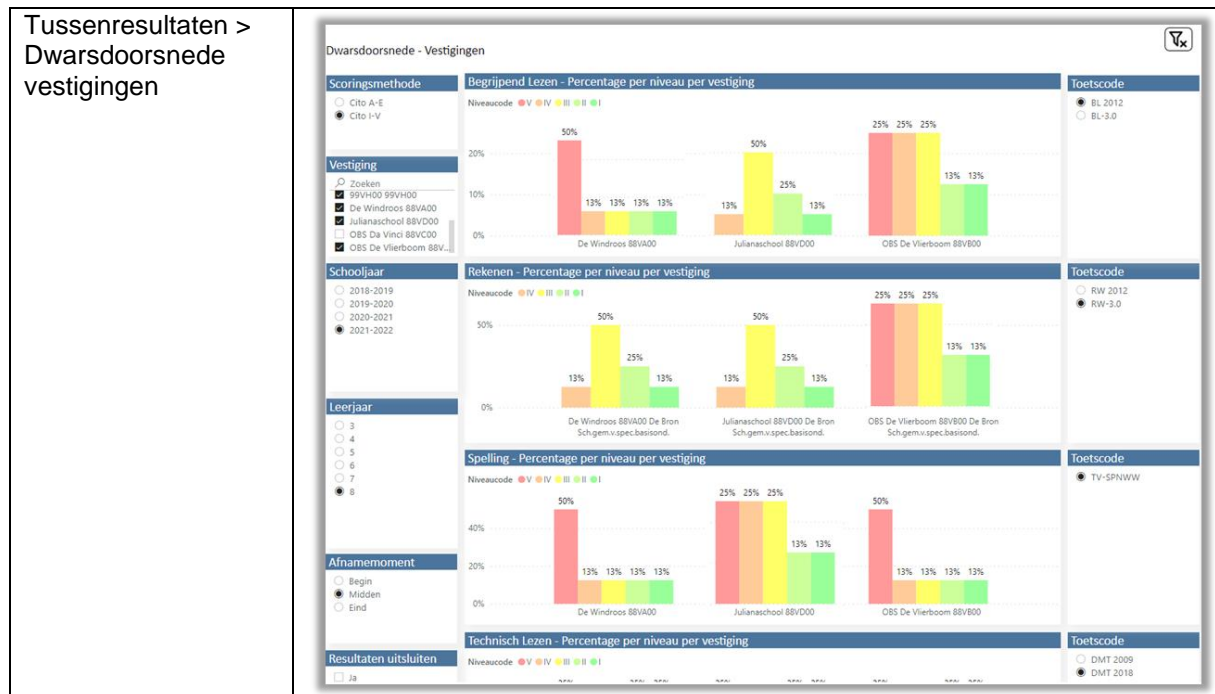 Tussenresultaten >
Dwarsdoorsnede
vestigingen
Dwarsdoorsnede - Vestigingen
Scoringsmethode
Cito A-E
Cito I-V
Vestiging
Zoeken
99VH00 99VH00
De Windroos 88VA00
Julianaschool 88VD00
OBS Da Vinci 88VC00
OBS De Vlierboom 88V...
Schooljaar
2018-2019
2019-2020
2020-2021
2021-2022
Leerjaar
3
4
5
6
7
8
Afnamemoment
Begin
Midden
Eind
Resultaten uitsluiten
Ja
Begrijpend Lezen - Percentage per niveau per vestiging
Niveaucode V IV III II I
20%
10%
0%
50% 13% 13% 13% 13%
13% 50% 25% 13%
25% 25% 25% 13% 13%
De Windroos 88VA00 Julianaschool 88VD00 OBS De Vlierboom 88VB00
Toetscode
BL 2012
BL-3.0
Rekenen - Percentage per niveau per vestiging
Niveaucode IV III II I
50%
0%
13% 50% 25% 13%
13% 50% 25% 13%
25% 25% 25% 13% 13%
De Windroos 88VA00 De Bron
Sch.gem.v.spec.basisond.
Julianaschool 88VD00 De Bron
Sch.gem.v.spec.basisond.
OBS De Vlierboom 88VB00 De Bron
Sch.gem.v.spec.basisond.
Toetscode
RW 2012
RW-3.0
Spelling - Percentage per niveau per vestiging
Niveaucode V IV III II I
40%
20%
0%
50% 13% 13% 13% 13%
25% 25% 25% 13% 13%
50% 13% 13% 13% 13%
De Windroos 88VA00 Julianaschool 88VD00 OBS De Vlierboom 88VB00
Toetscode
TV-SPNWW
Technisch Lezen - Percentage per niveau per vestiging
Niveaucode V IV III II I
Toetscode
DMT 2009
DMT 2018